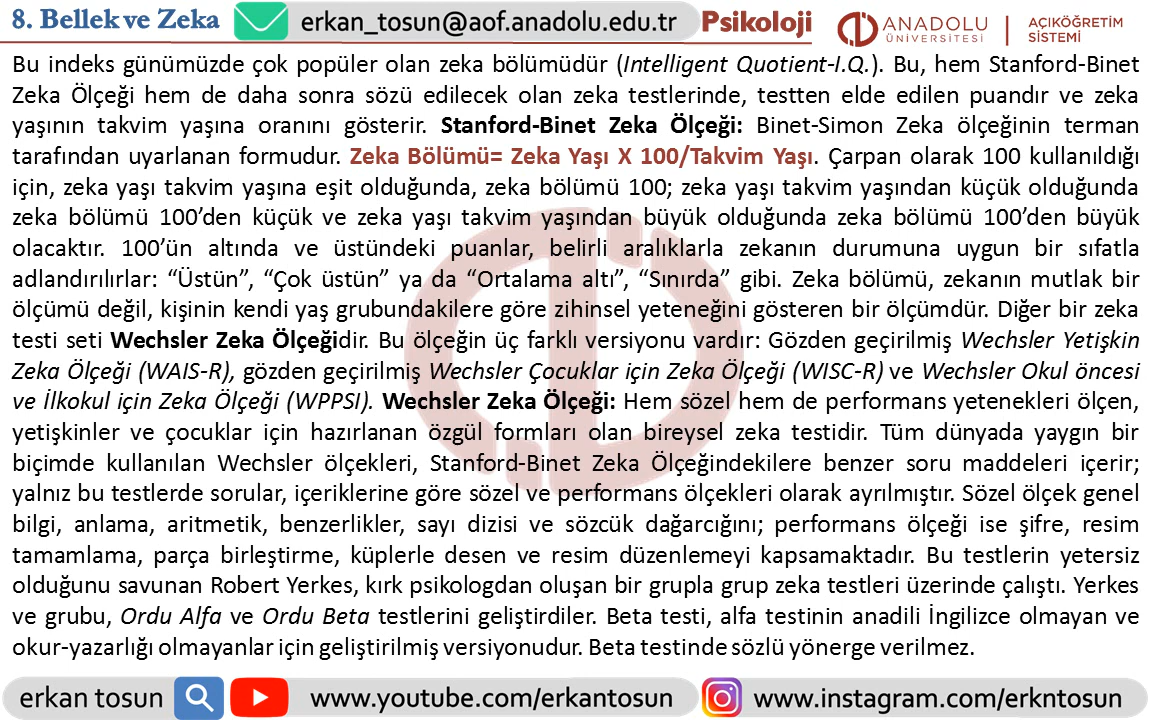 8. Bellek ve Zeka erkan_tosun@aof.anadolu.edu.tr Psikoloji ANADOLU ÜNİVERSİTESİ AÇIKÖĞRETİM SİSTEMİ
Bu indeks günümüzde çok popüler olan zeka bölümüdür (Intelligent Quotient-I.Q.). Bu, hem Stanford-Binet
Zeka Ölçeği hem de daha sonra sözü edilecek olan zeka testlerinde, testten elde edilen puandır ve zeka
yaşının takvim yaşına oranını gösterir. Stanford-Binet Zeka Ölçeği: Binet-Simon Zeka ölçeğinin terman
tarafından uyarlanan formudur. Zeka Bölümü= Zeka Yaşı X 100/Takvim Yaşı. Çarpan olarak 100 kullanıldığı
için, zeka yaşı takvim yaşına eşit olduğunda, zeka bölümü 100; zeka yaşı takvim yaşından küçük olduğunda
zeka bölümü 100’den küçük ve zeka yaşı takvim yaşından büyük olduğunda zeka bölümü 100’den büyük
olacaktır. 100’ün altında ve üstündeki puanlar, belirli aralıklarla zekanın durumuna uygun bir sıfatla
adlandırılırlar: “Üstün”, “Çok üstün” ya da “Ortalama altı”, “Sınırda” gibi. Zeka bölümü, zekanın mutlak bir
ölçümü değil, kişinin kendi yaş grubundakilere göre zihinsel yeteneğini gösteren bir ölçümdür. Diğer bir zeka
testi seti Wechsler Zeka Ölçeğidir. Bu ölçeğin üç farklı versiyonu vardır: Gözden geçirilmiş Wechsler Yetişkin
Zeka Ölçeği (WAIS-R), gözden geçirilmiş Wechsler Çocuklar için Zeka Ölçeği (WISC-R) ve Wechsler Okul öncesi
ve İlkokul için Zeka Ölçeği (WPPSI). Wechsler Zeka Ölçeği: Hem sözel hem de performans yetenekleri ölçen,
yetişkinler ve çocuklar için hazırlanan özgül formları olan bireysel zeka testidir. Tüm dünyada yaygın bir
biçimde kullanılan Wechsler ölçekleri, Stanford-Binet Zeka Ölçeğindekilere benzer soru maddeleri içerir;
yalnız bu testlerde sorular, içeriklerine göre sözel ve performans ölçekleri olarak ayrılmıştır. Sözel ölçek genel
bilgi, anlama, aritmetik, benzerlikler, sayı dizisi ve sözcük dağarcığını; performans ölçeği ise şifre, resim
tamamlama, parça birleştirme, küplerle desen ve resim düzenlemeyi kapsamaktadır. Bu testlerin yetersiz
olduğunu savunan Robert Yerkes, kırk psikologdan oluşan bir grupla grup zeka testleri üzerinde çalıştı. Yerkes
ve grubu, Ordu Alfa ve Ordu Beta testlerini geliştirdiler. Beta testi, alfa testinin anadili İngilizce olmayan ve
okur-yazarlığı olmayanlar için geliştirilmiş versiyonudur. Beta testinde sözlü yönerge verilmez.
erkan tosun www.youtube.com/erkantosun www.instagram.com/erkntosun